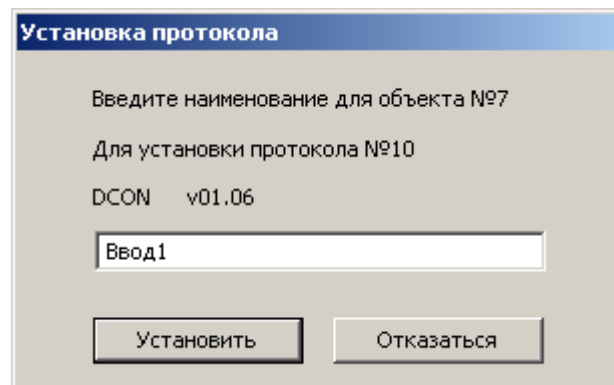 Установка протокола
Введите наименование для объекта №7
Для установки протокола №10
DCON v01.06
Ввод1
Установить Отказаться